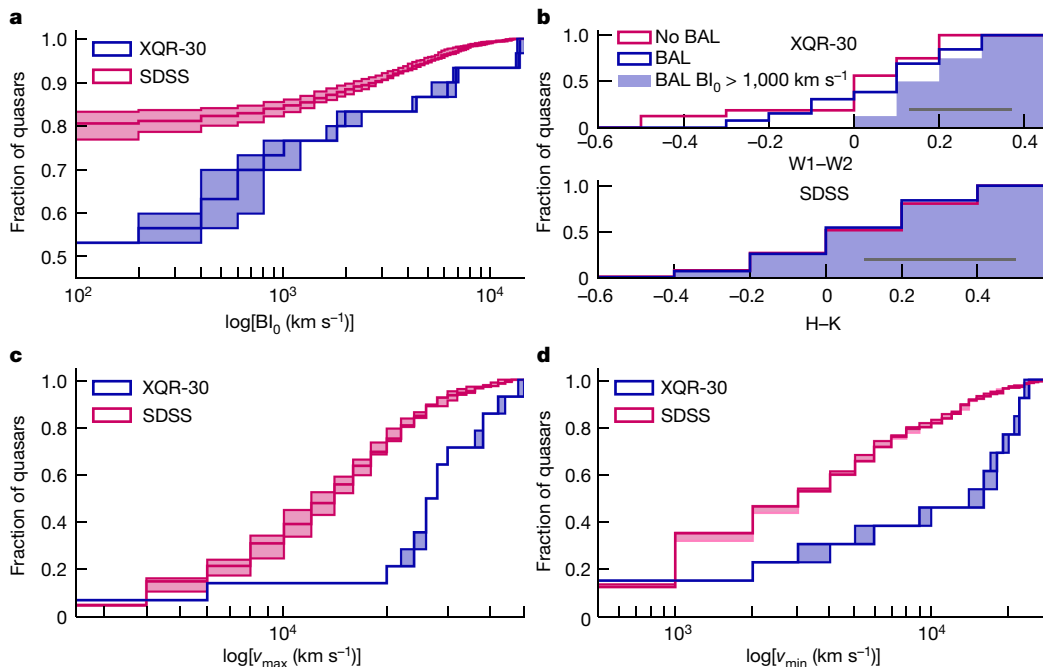 a
XQR-30
SDSS
Fraction of quasars
1.0
0.9
0.8
0.7
0.6
0.5
10²
10³
10⁴
log[BI₀ (km s⁻¹)]
b
No BAL
BAL
BAL BI₀ > 1,000 km s⁻¹
XQR-30
Fraction of quasars
1.0
0.5
0
−0.6
−0.4
−0.2
0
0.2
0.4
W1–W2
SDSS
1.0
0.5
0
−0.6
−0.4
−0.2
0
0.2
0.4
H–K
c
XQR-30
SDSS
Fraction of quasars
1.0
0.8
0.6
0.4
0.2
0
10⁴
log[vmax (km s⁻¹)]
d
XQR-30
SDSS
Fraction of quasars
1.0
0.8
0.6
0.4
0.2
0
10³
10⁴
log[vmin (km s⁻¹)]